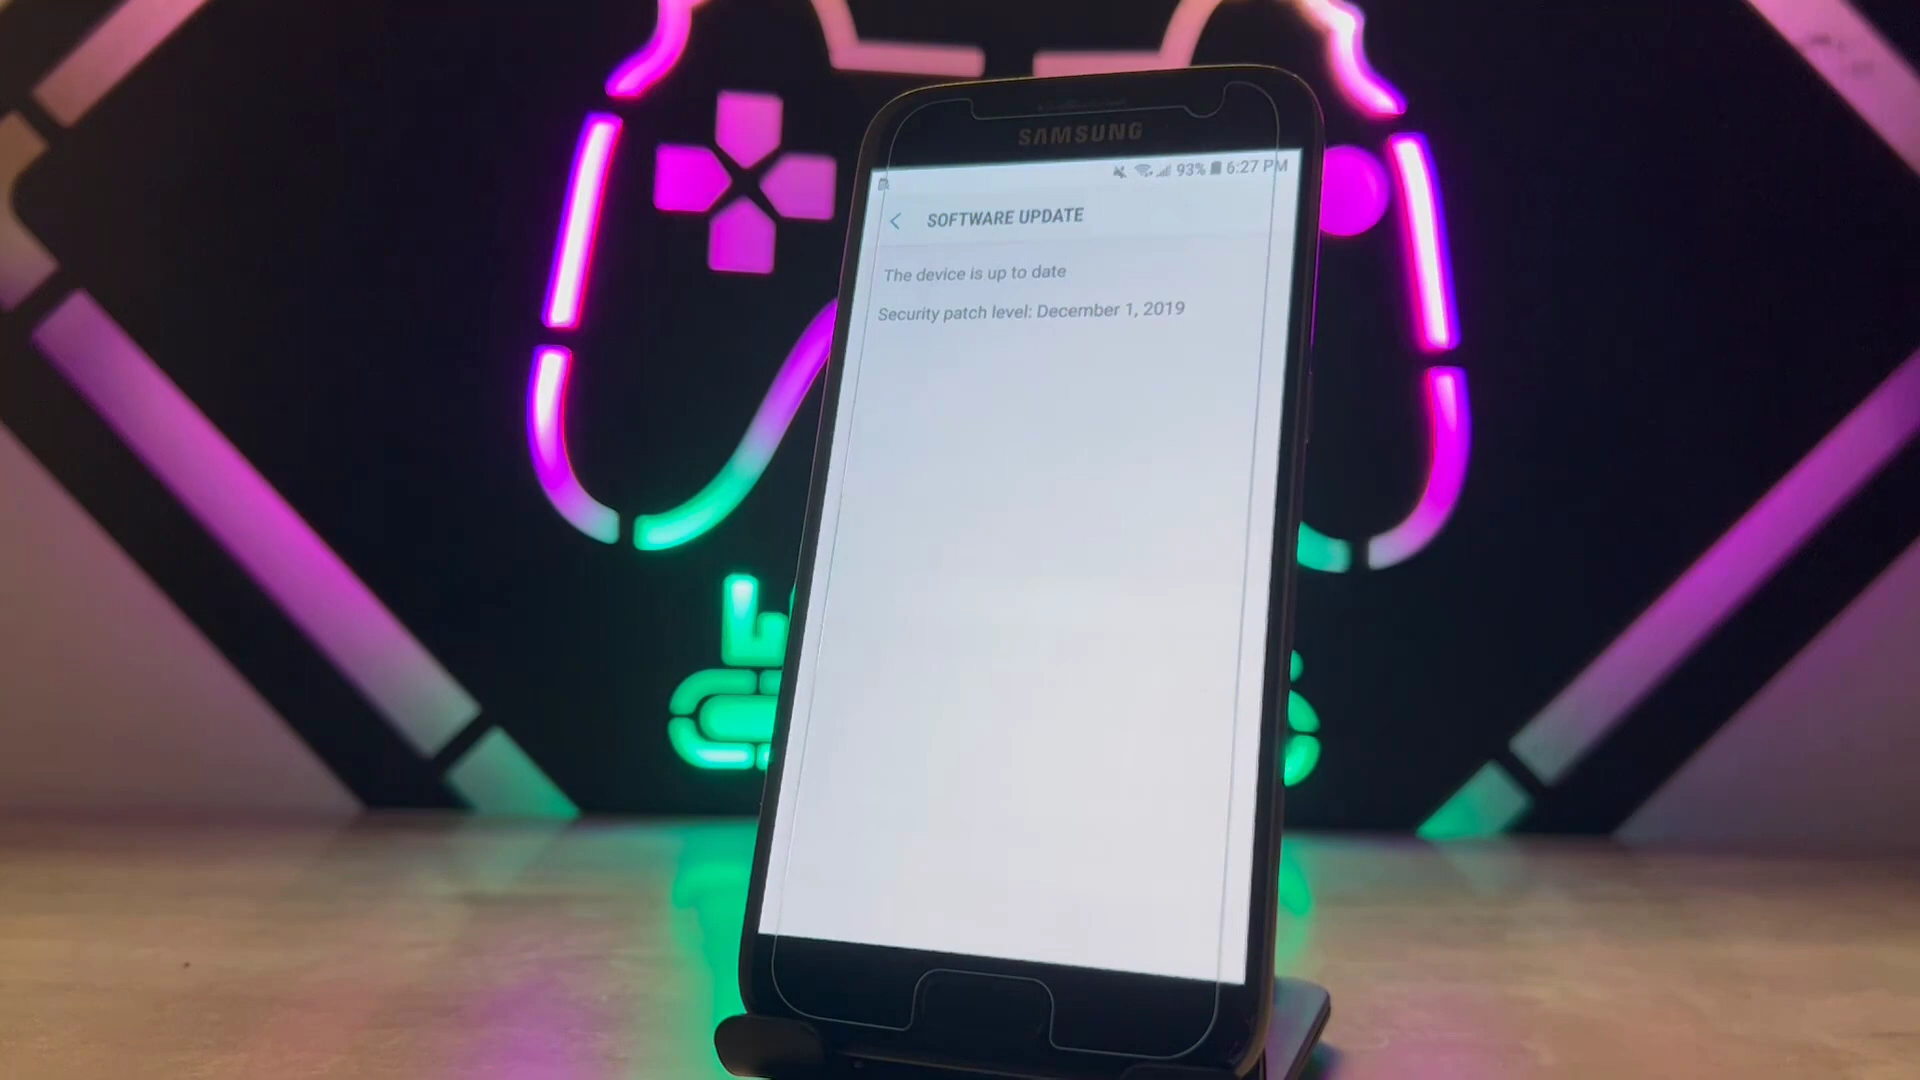 SAMSUNG
93% 6:27 PM
SOFTWARE UPDATE
The device is up to date
Security patch level: December 1, 2019